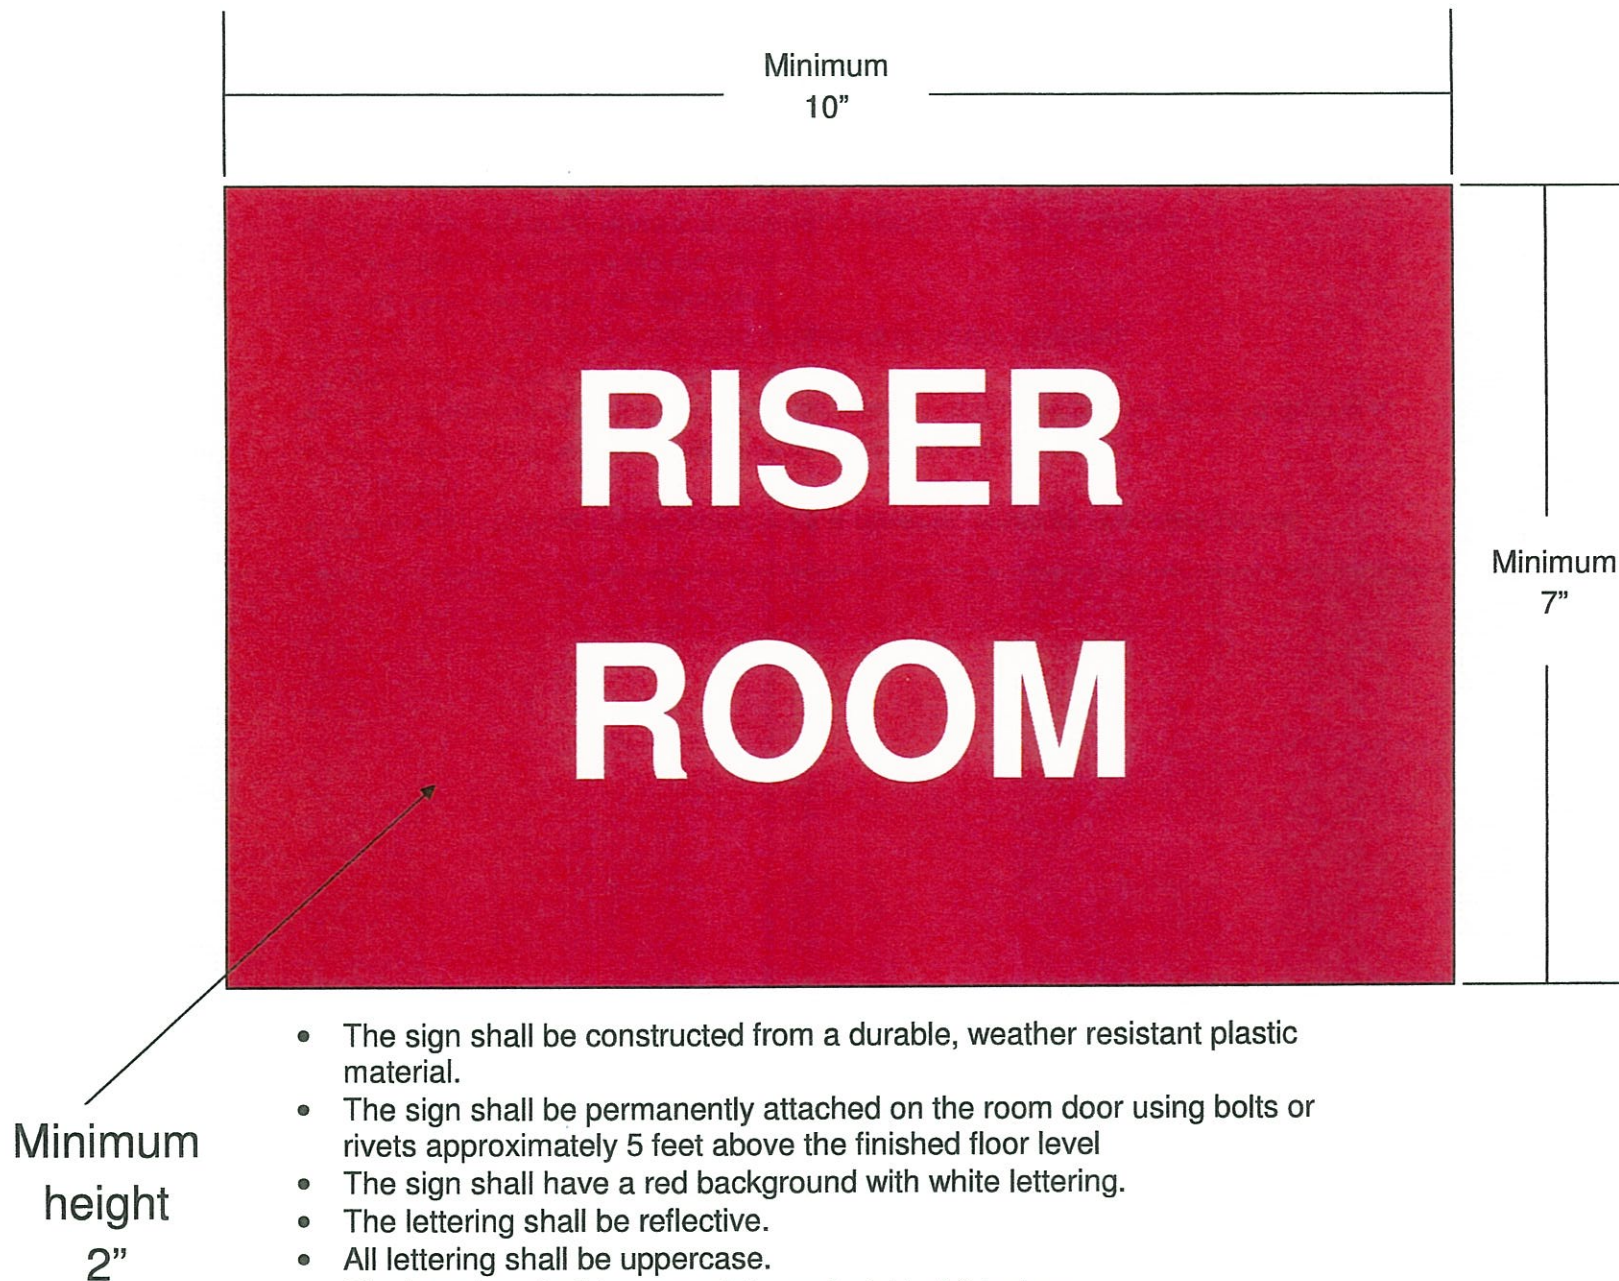 Minimum
10”
RISER
ROOM
Minimum
7”
Minimum
height
2”
• The sign shall be constructed from a durable, weather resistant plastic
material.
• The sign shall be permanently attached on the room door using bolts or
rivets approximately 5 feet above the finished floor level
• The sign shall have a red background with white lettering.
• The lettering shall be reflective.
• All lettering shall be uppercase.